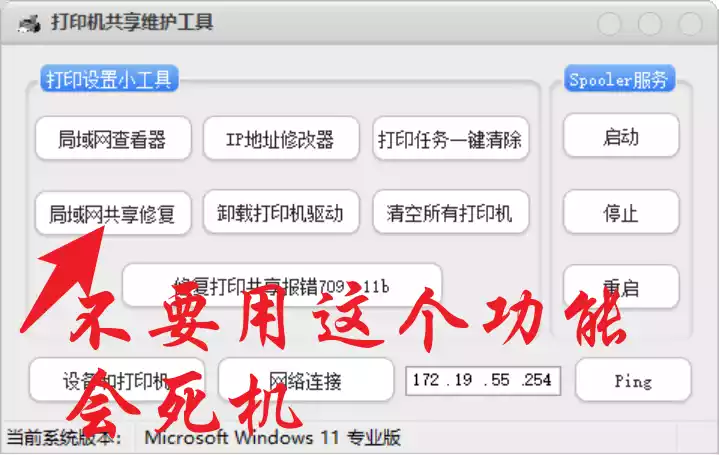 打印机共享维护工具
打印设置小工具
Spooler服务
局域网查看器
IP地址修改器
打印任务一键清除
启动
局域网共享修复
卸载打印机驱动
清空所有打印机
停止
修复打印共享报错709、11b
重启
不要用这个功能
会死机
设备和打印机
网络连接
172 . 19 . 55 .254
Ping
当前系统版本： Microsoft Windows 11 专业版